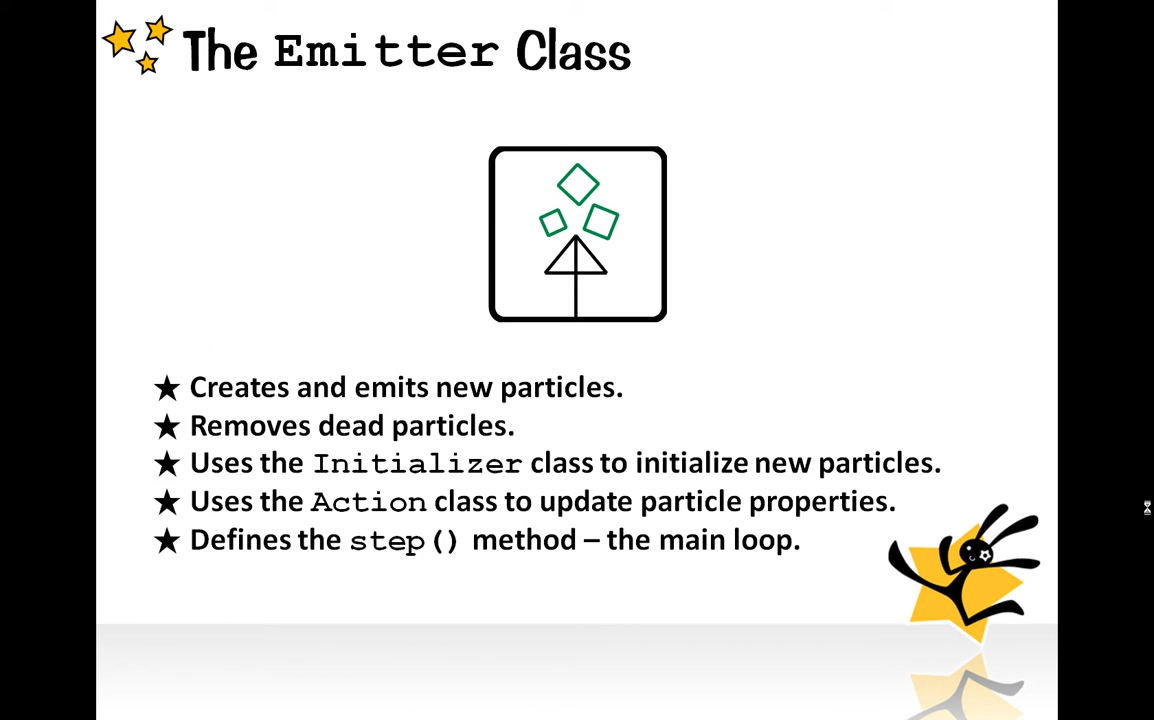 The Emitter Class
★ Creates and emits new particles.
★ Removes dead particles.
★ Uses the Initializer class to initialize new particles.
★ Uses the Action class to update particle properties.
★ Defines the step() method – the main loop.